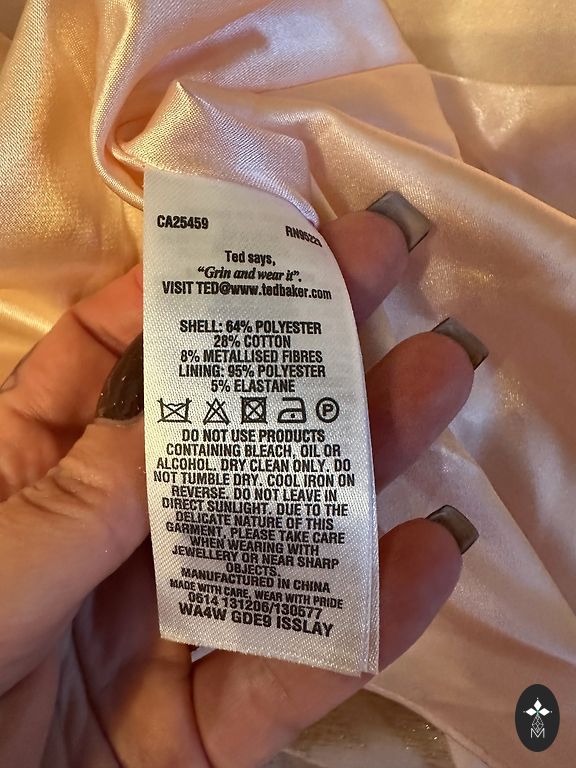 CA25459
Ted says,
"Grin and wear it".
VISIT TED@www.tedbaker.com
SHELL: 64% POLYESTER
28% COTTON
8% METALLISED FIBRES
LINING: 95% POLYESTER
5% ELASTANE
P
DO NOT USE PRODUCTS
CONTAINING BLEACH, OIL OR
ALCOHOL. DRY CLEAN ONLY. DO
NOT TUMBLE DRY. COOL IRON ON
REVERSE. DO NOT LEAVE IN
DIRECT SUNLIGHT. DUE TO THE
DELICATE NATURE OF THIS
GARMENT, PLEASE TAKE CARE
WHEN WEARING WITH
JEWELLERY OR NEAR SHARP
OBJECTS.
MANUFACTURED IN CHINA
MADE WITH CARE, WEAR WITH PRIDE
0614 131206/130577
WA4W GDE9 ISSLAY
M